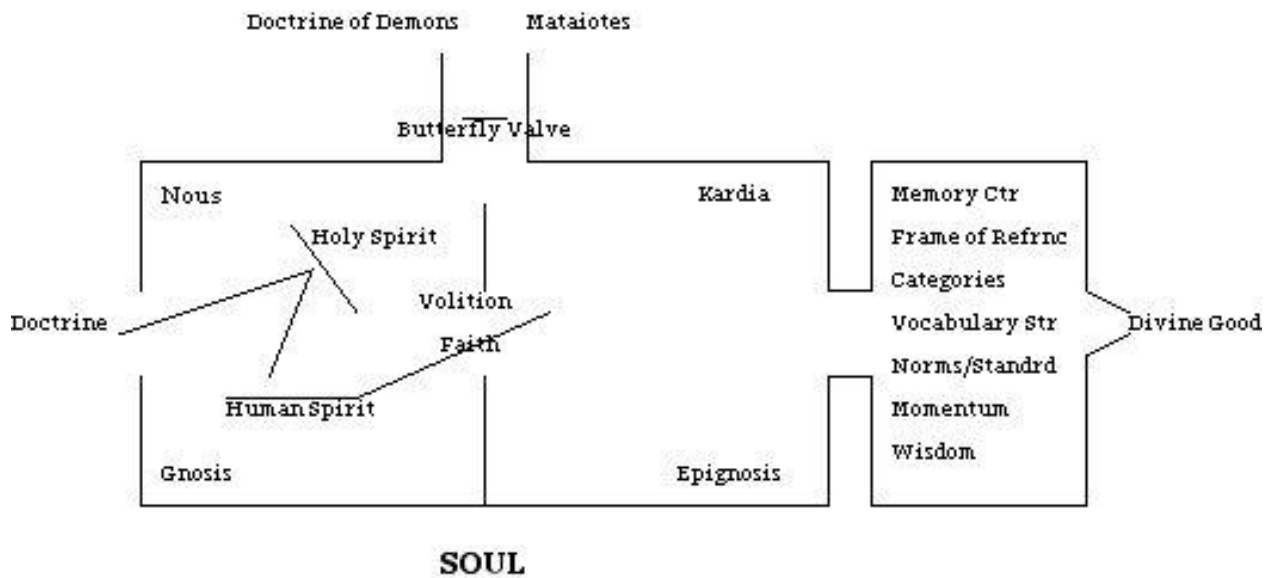 Doctrine of Demons
Mataiotes
Butterfly Valve
Nous
Kardia
Holy Spirit
Volition
Doctrine
Faith
Human Spirit
Gnosis
Epignosis
Memory Ctr
Frame of Refrnc
Categories
Vocabulary Str
Norms/Standrd
Momentum
Wisdom
Divine Good
SOUL